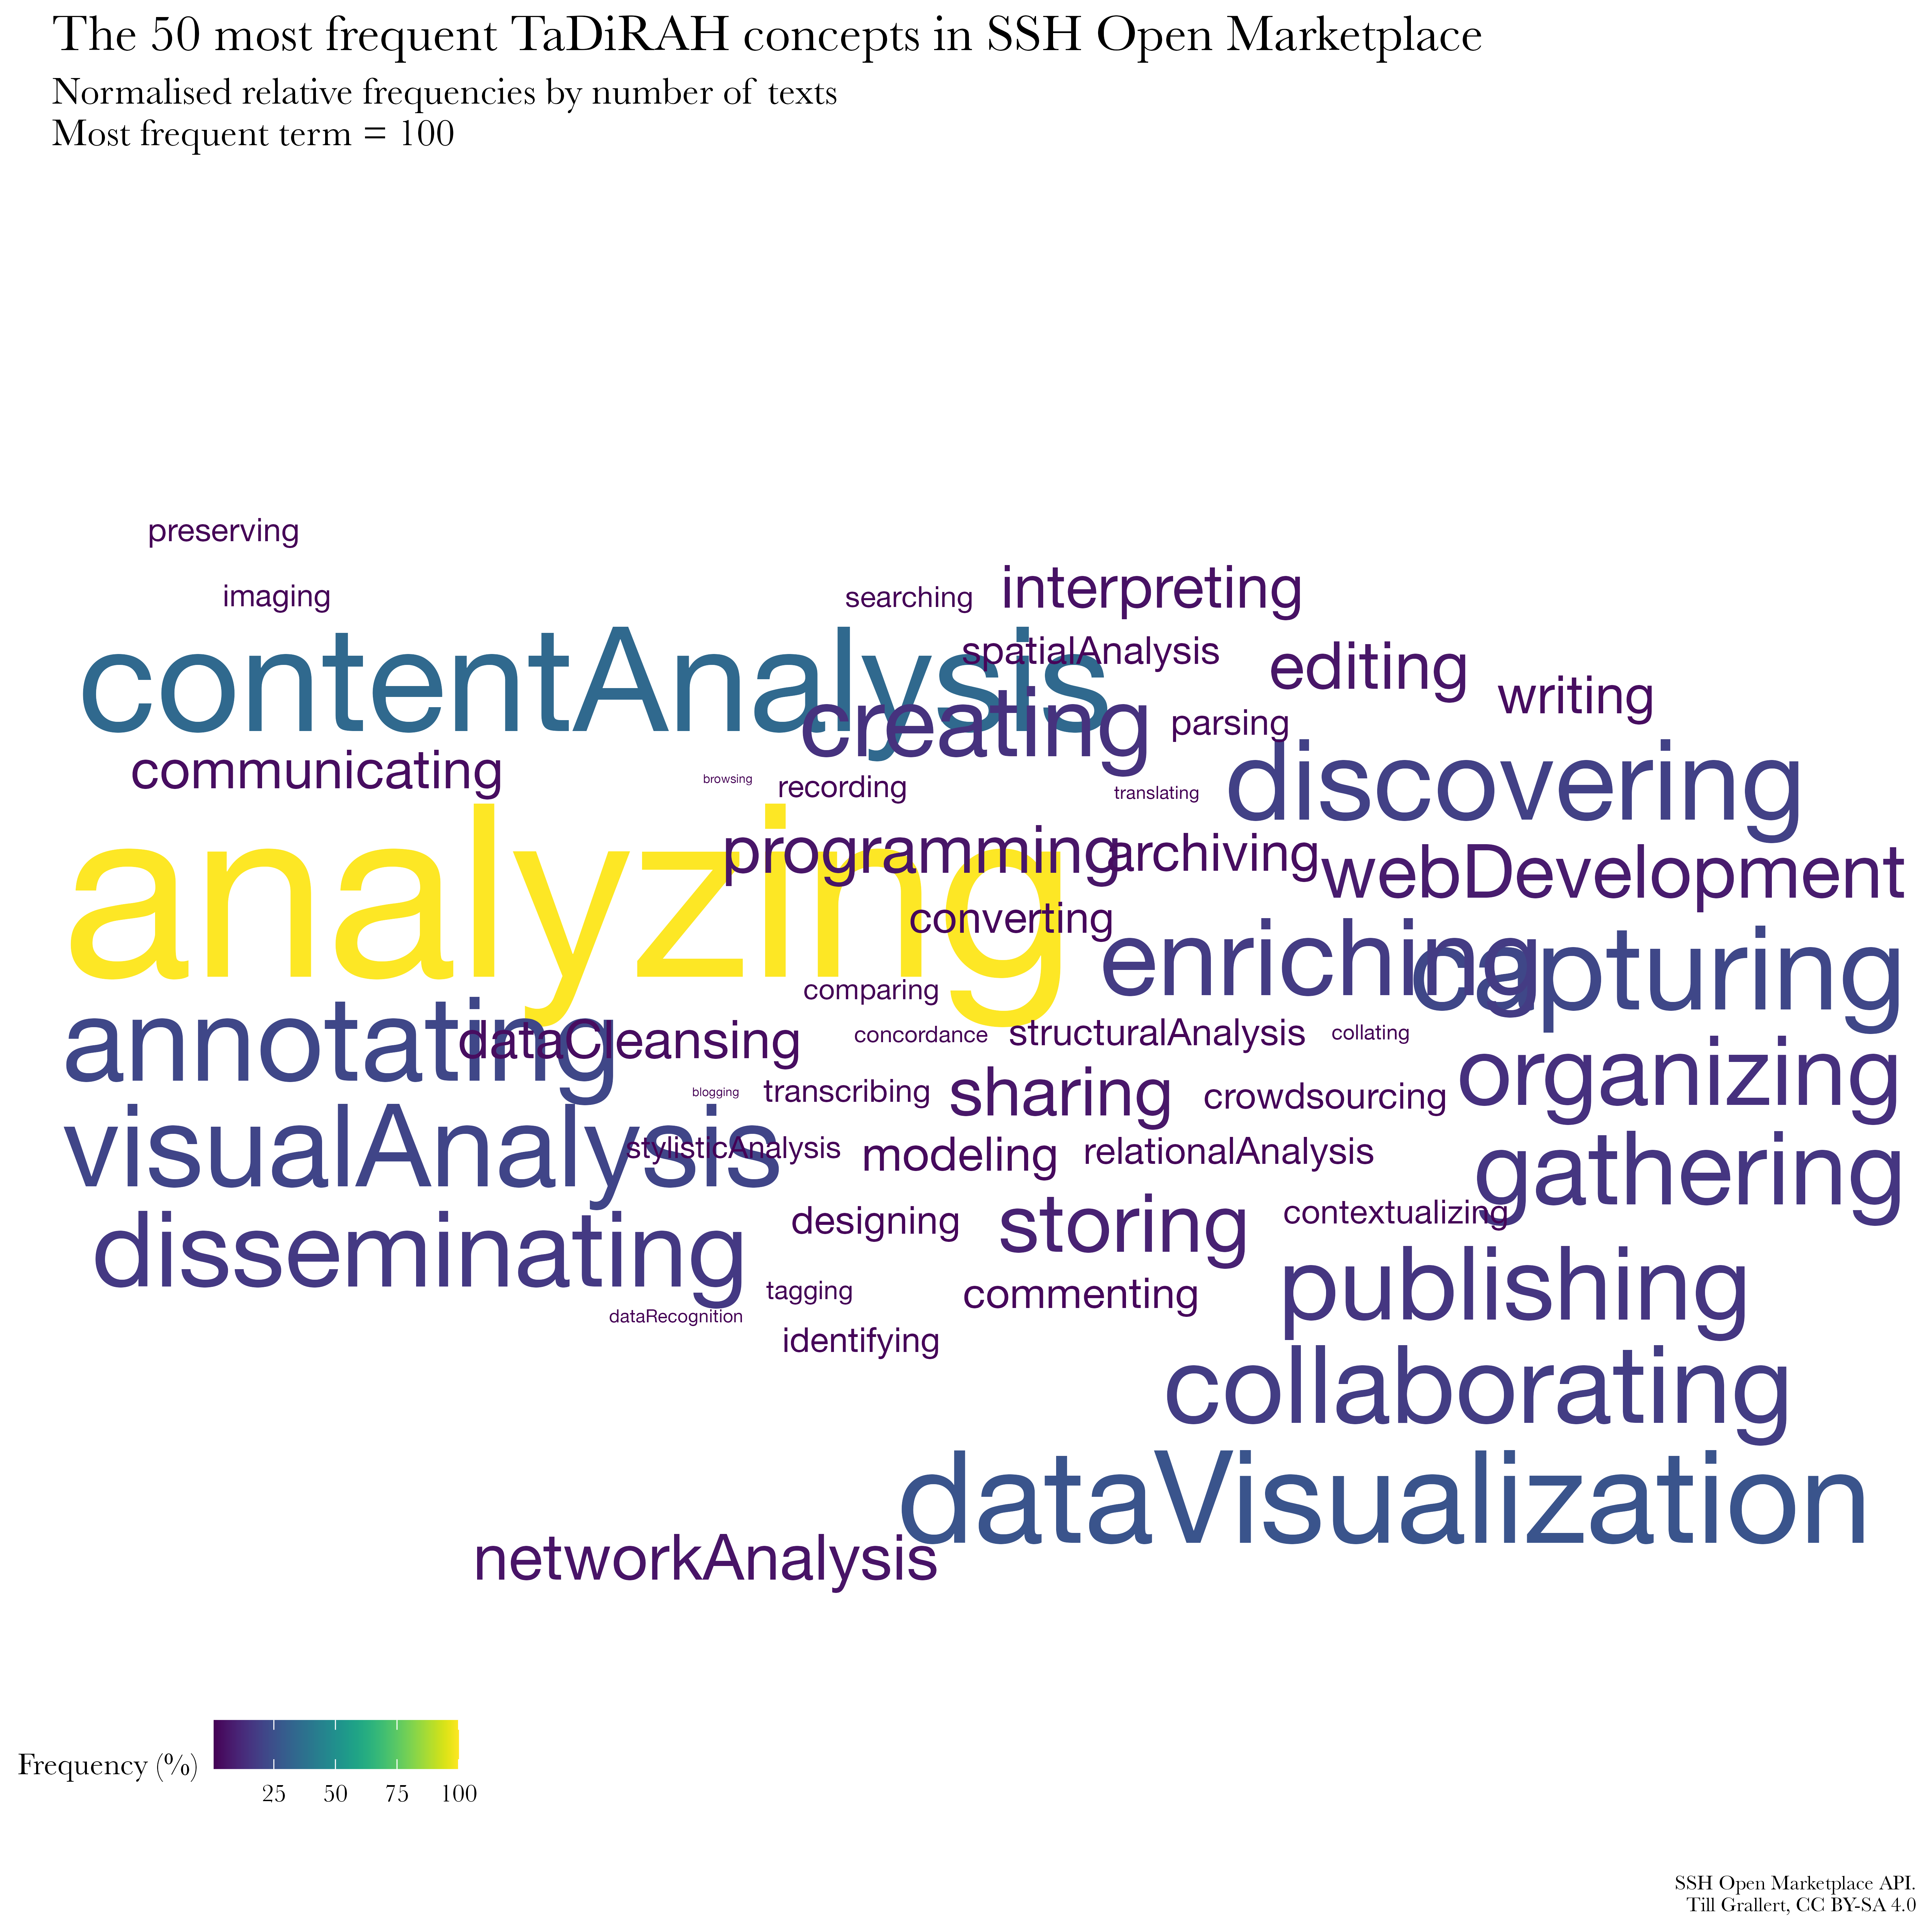 The 50 most frequent TaDiRAH concepts in SSH Open Marketplace
Normalised relative frequencies by number of texts
Most frequent term = 100
preserving
imaging
searching
interpreting
contentAnalysis
spatialAnalysis
editing
writing
creating
parsing
communicating
browsing
recording
translating
discovering
analyzing
programming
archiving
webDevelopment
converting
enriching
capturing
comparing
annotating
dataCleansing
concordance
structuralAnalysis
collating
organizing
blogging
transcribing
sharing
crowdsourcing
visualAnalysis
stylisticAnalysis
modeling
relationalAnalysis
gathering
disseminating
designing
storing
contextualizing
tagging
commenting
publishing
dataRecognition
identifying
collaborating
dataVisualization
networkAnalysis
Frequency (%)
25 50 75 100
SSH Open Marketplace API.
Till Grallert, CC BY-SA 4.0